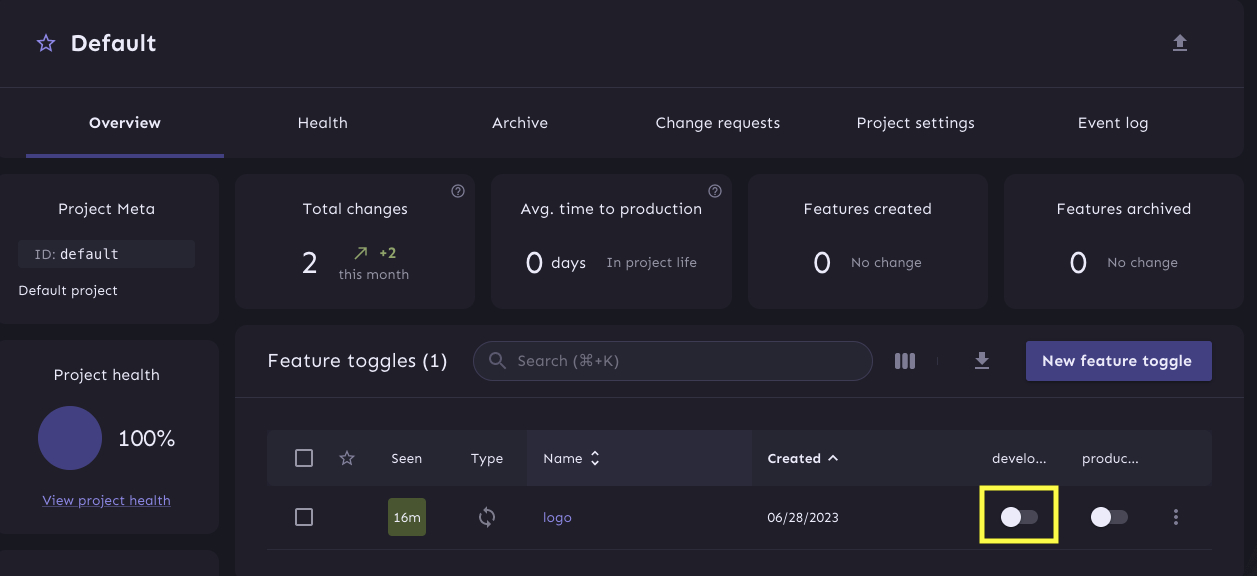 Default
Overview
Health
Archive
Change requests
Project settings
Event log
Project Meta
ID: default
Default project
Total changes
2
+2
this month
Avg. time to production
0 days
In project life
Features created
0
No change
Features archived
0
No change
Project health
100%
View project health
Feature toggles (1)
Search (⌘+K)
New feature toggle
Seen
Type
Name
Created
develo...
produc...
16m
logo
06/28/2023